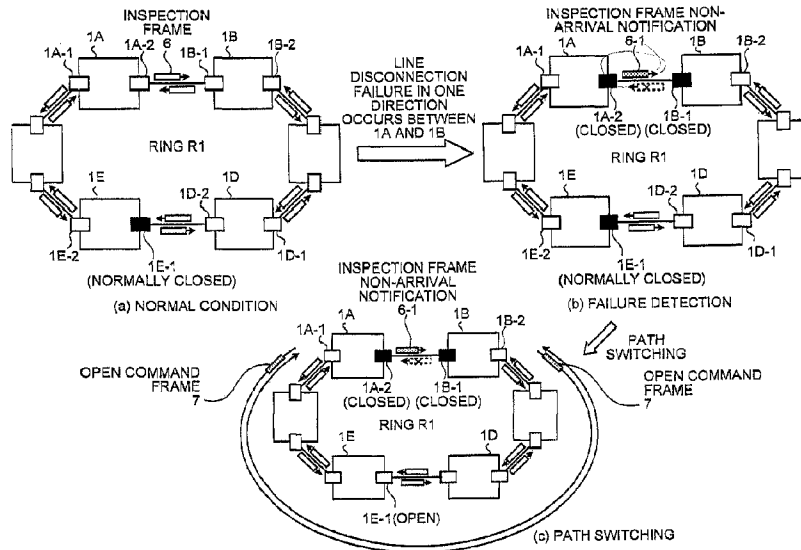 INSPECTION
FRAME
1A
1A-1
1A-2
6
1B-1
1B
1B-2
RING R1
1E
1D-2
1D
1E-2
1E-1
1D-1
(NORMALLY CLOSED)
(a) NORMAL CONDITION
LINE
DISCONNECTION
FAILURE IN ONE
DIRECTION
OCCURS BETWEEN
1A AND 1B
INSPECTION FRAME NON-
ARRIVAL NOTIFICATION
1A
1A-1
6-1
1B
1B-2
1A-2
1B-1
(CLOSED) (CLOSED)
RING R1
1E
1D-2
1D
1E-2
1E-1
1D-1
(NORMALLY CLOSED)
(b) FAILURE DETECTION
PATH
SWITCHING
INSPECTION FRAME
NON-ARRIVAL
NOTIFICATION
1A
1A-1
6-1
1B
1B-2
OPEN COMMAND
FRAME
7
OPEN COMMAND
FRAME
7
1A-2
1B-1
(CLOSED) (CLOSED)
RING R1
1E
1D
1E-1(OPEN)
(c) PATH SWITCHING